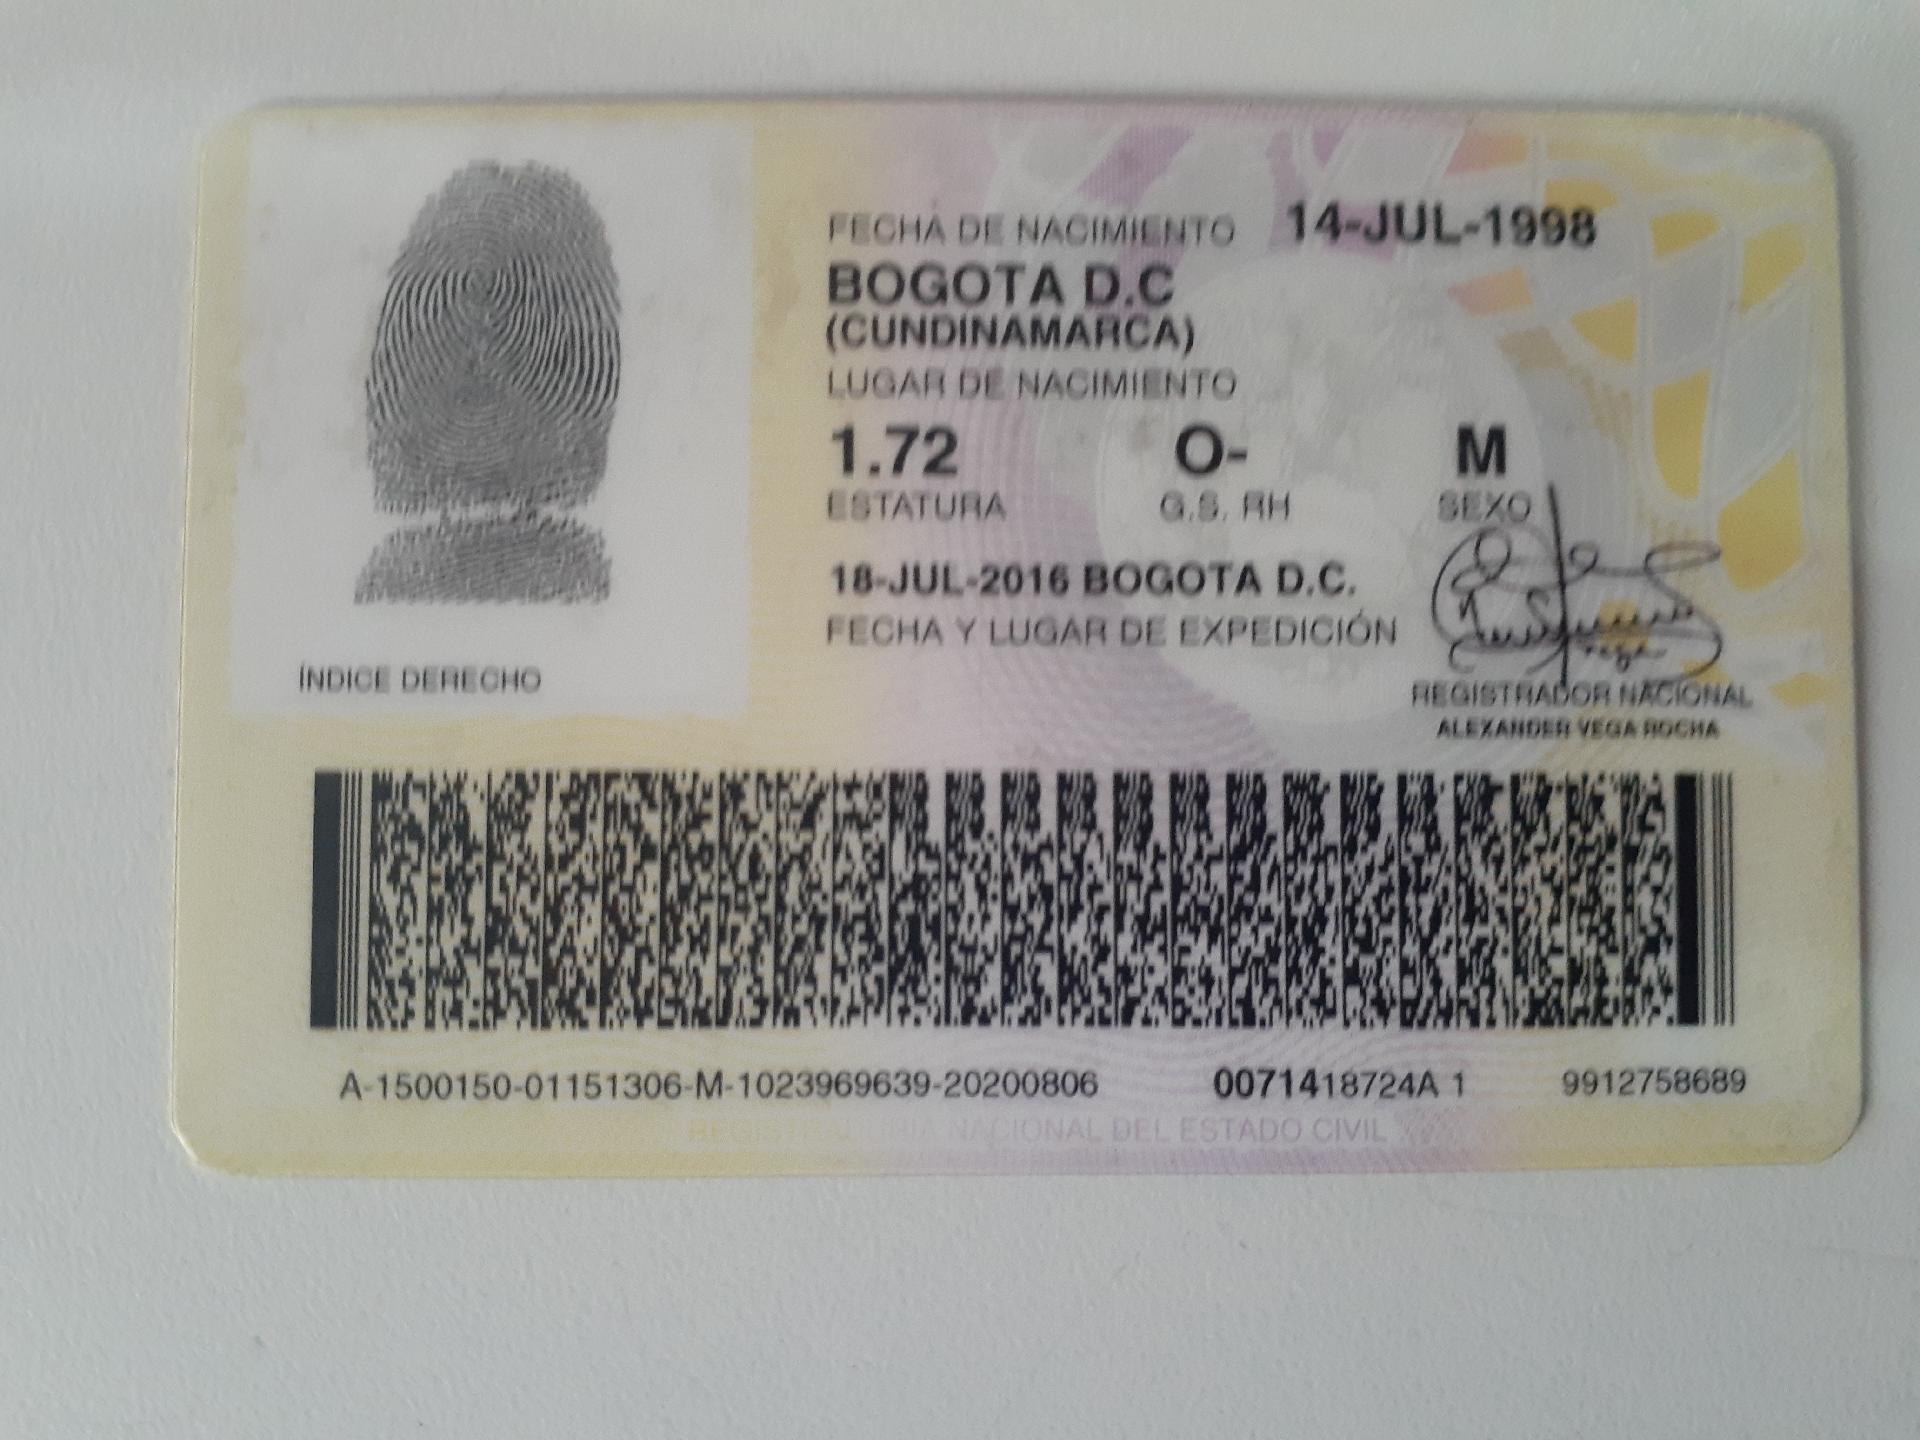 FECHA DE NACIMIENTO 14-JUL-1998
BOGOTA D.C
(CUNDINAMARCA)
LUGAR DE NACIMIENTO
1.72 O- M
ESTATURA G.S. RH SEXO
18-JUL-2016 BOGOTA D.C.
FECHA Y LUGAR DE EXPEDICIÓN
ÍNDICE DERECHO
REGISTRADOR NACIONAL
ALEXANDER VEGA ROCHA
A-1500150-01151306-M-1023969639-20200806 0071418724A 1 9912758689
REGISTRADURIA NACIONAL DEL ESTADO CIVIL